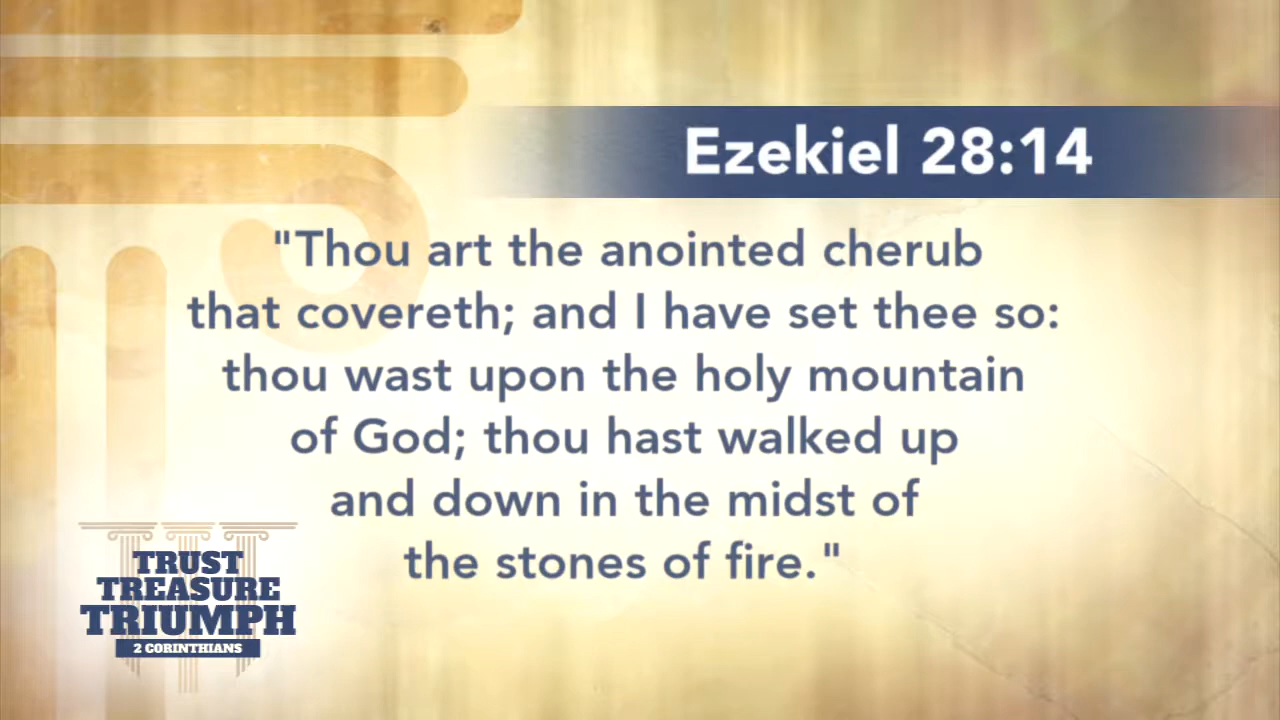 Ezekiel 28:14
"Thou art the anointed cherub
that covereth; and I have set thee so:
thou wast upon the holy mountain
of God; thou hast walked up
and down in the midst of
the stones of fire."
TRUST
TREASURE
TRIUMPH
2 CORINTHIANS